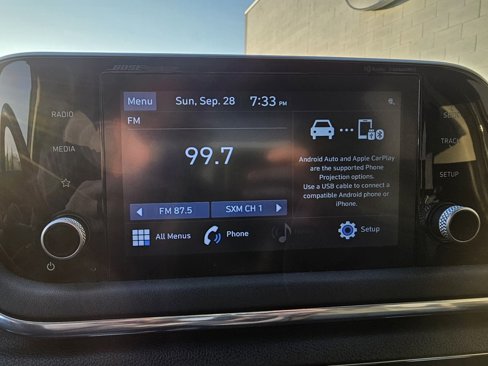 BOSE
RADIO
MEDIA
Menu
Sun, Sep. 28
7:33 PM
FM
99.7
Android Auto and Apple CarPlay
are the supported Phone
Projection options.
Use a USB cable to connect a
compatible Android phone or
iPhone.
FM 87.5
SXM CH 1
All Menus
Phone
Setup
TRACK
SETUP